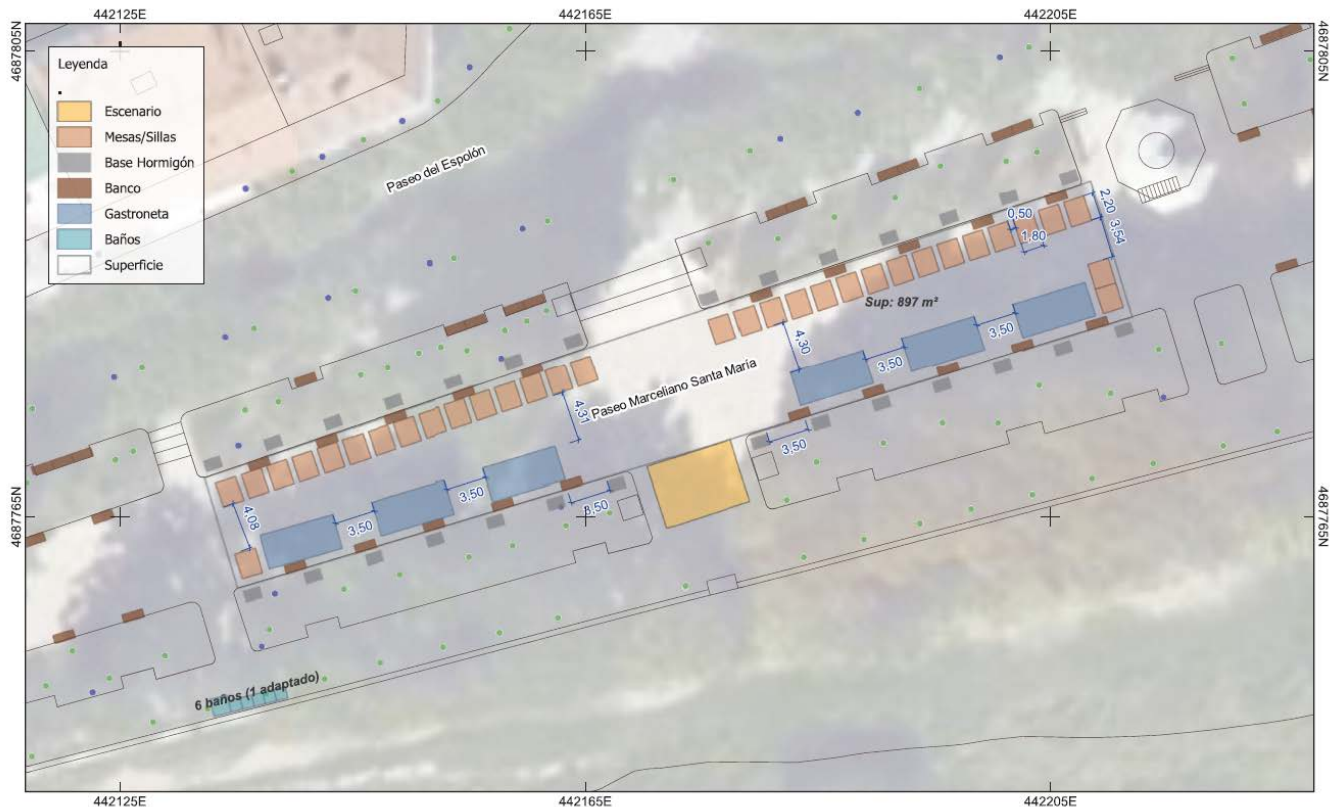 442125E
442165E
442205E
4687805N
4687805N
Leyenda
Escenario
Mesas/Sillas
Base Hormigón
Banco
Gastroneta
Baños
Superficie
Paseo del Espolón
2,20
0,50
1,80
3,54
Sup: 897 m²
3,50
4,30
3,50
Paseo Marceliano Santa María
4,31
3,50
3,50
3,50
4,08
3,50
4687765N
4687765N
6 baños (1 adaptado)
442125E
442165E
442205E